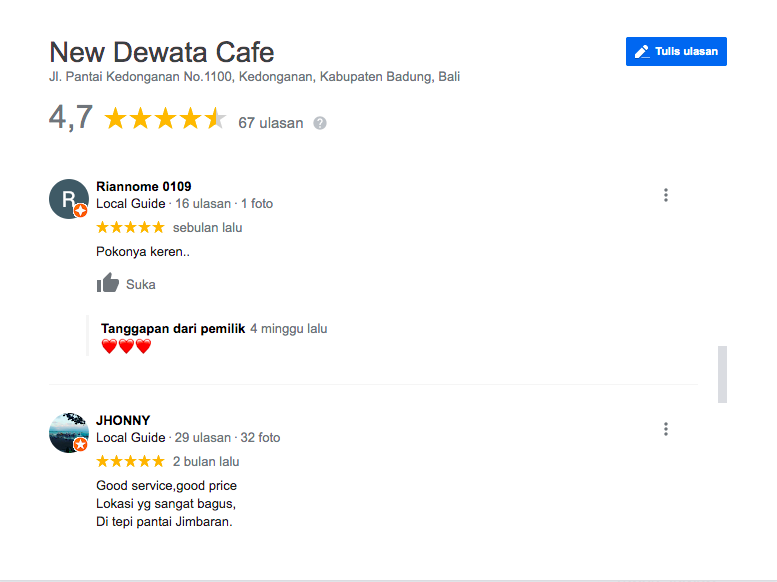 New Dewata Cafe
Tulis ulasan
Jl. Pantai Kedonganan No.1100, Kedonganan, Kabupaten Badung, Bali
4,7 67 ulasan ?
R
Riannome 0109
Local Guide · 16 ulasan · 1 foto
sebulan lalu
Pokonya keren..
Suka
Tanggapan dari pemilik 4 minggu lalu
❤️❤️❤️
JHONNY
Local Guide · 29 ulasan · 32 foto
2 bulan lalu
Good service,good price
Lokasi yg sangat bagus,
Di tepi pantai Jimbaran.